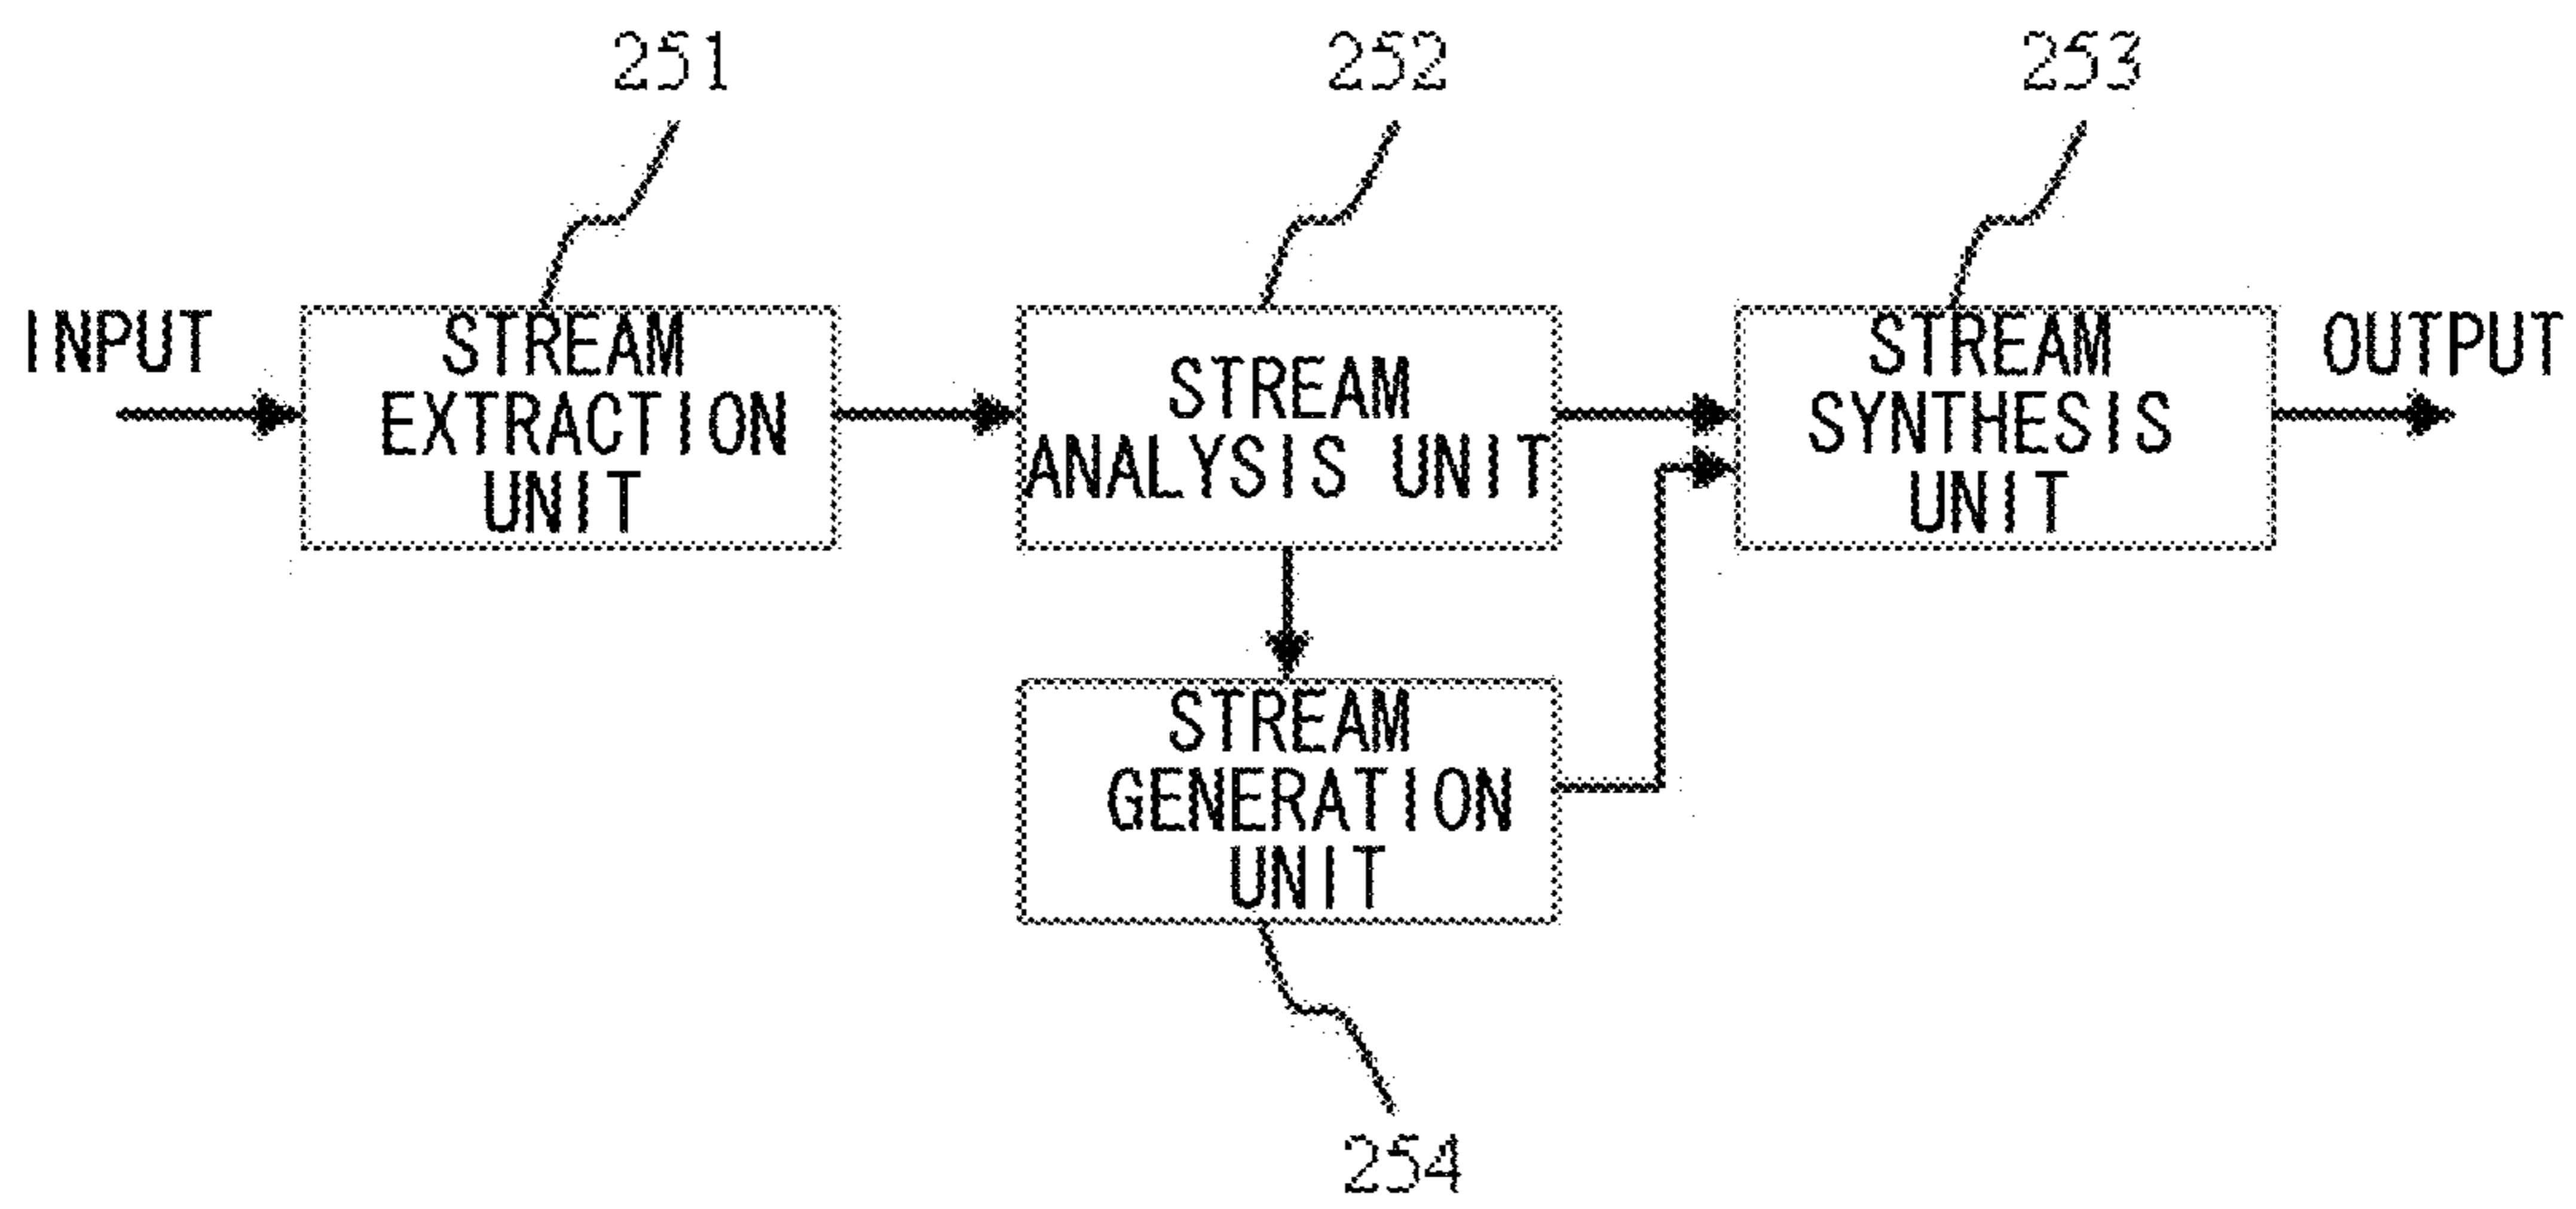 251
252
253
INPUT
STREAM
EXTRACTION
UNIT
STREAM
ANALYSIS UNIT
STREAM
SYNTHESIS
UNIT
OUTPUT
STREAM
GENERATION
UNIT
254